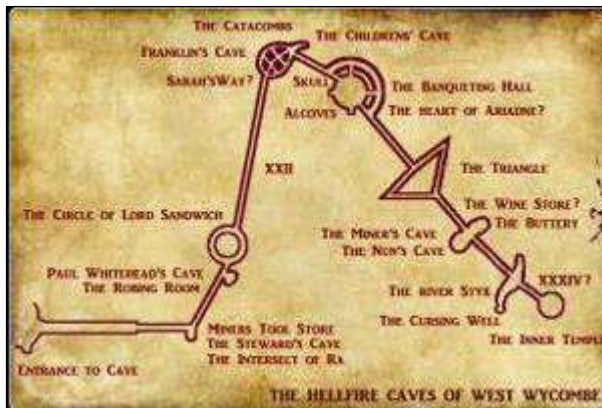 The Catacombs
The Childrens' Cave
Franklin's Cave
Sarah'sWay?
Skull
The Banqueting Hall
Alcoves
The heart of Ariadne?
XXII
The Triangle
The Wine Store?
The Buttery
The Circle of Lord Sandwich
The Miner's Cave
The Nun's Cave
Paul Whitehead's Cave
The Robing Room
XXXIV?
The river Styx
The Cursing Well
The Inner Temple
Miners Tool Store
The Steward's Cave
The Intersect of Ra
Entrance to Cave
THE HELLFIRE CAVES OF WEST WYCOMBE